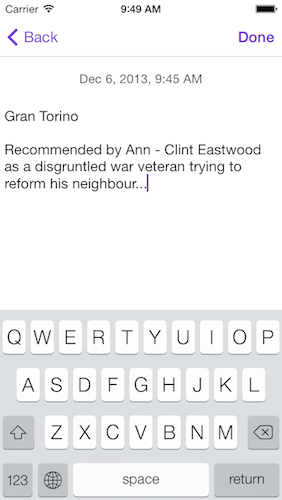 Carrier 9:49 AM
Back Done
Dec 6, 2013, 9:45 AM
Gran Torino
Recommended by Ann - Clint Eastwood
as a disgruntled war veteran trying to
reform his neighbour...
Q W E R T Y U I O P
A S D F G H J K L
Z X C V B N M
123 space return